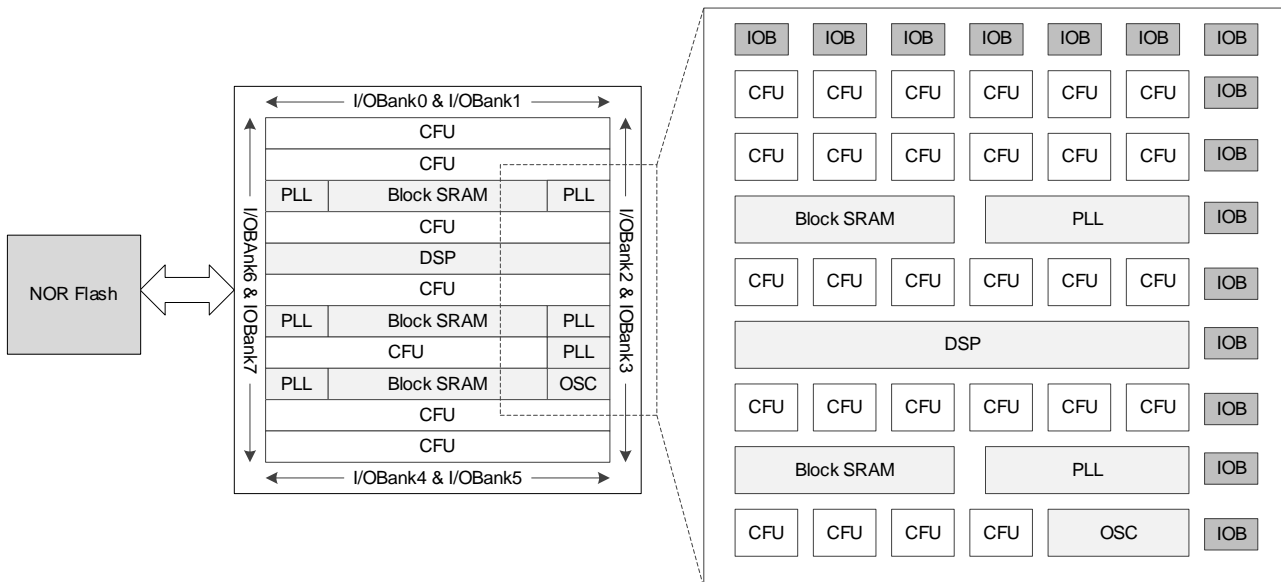 NOR Flash
I/OBank0 & I/OBank1
I/OBAnk6 & IOBank7
CFU
CFU
PLL Block SRAM PLL
CFU
DSP
CFU
PLL Block SRAM PLL
CFU PLL
PLL Block SRAM OSC
CFU
CFU
I/OBank2 & IOBank3
I/OBank4 & I/OBank5
IOB IOB IOB IOB IOB IOB IOB
CFU CFU CFU CFU CFU CFU IOB
CFU CFU CFU CFU CFU CFU IOB
Block SRAM PLL IOB
CFU CFU CFU CFU CFU CFU IOB
DSP IOB
CFU CFU CFU CFU CFU CFU IOB
Block SRAM PLL IOB
CFU CFU CFU CFU OSC IOB